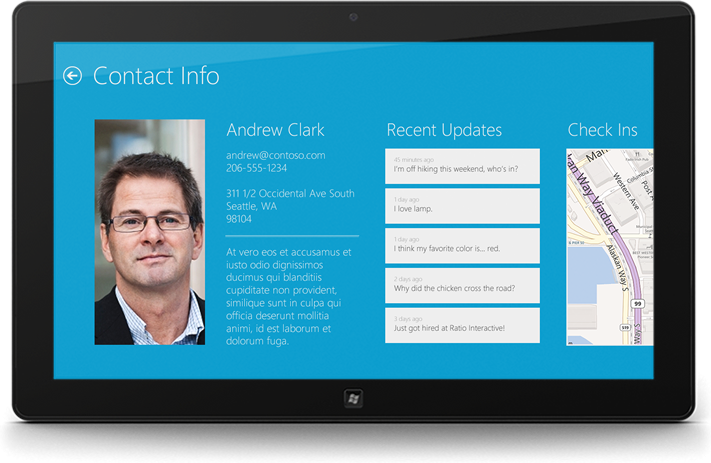 Contact Info
Andrew Clark
andrew@contoso.com
206-555-1234
311 1/2 Occidental Ave South
Seattle, WA
98104
At vero eos et accusamus et
iusto odio dignissimos
ducimus qui blanditiis
cupiditate non provident,
similique sunt in culpa qui
officia deserunt mollitia
animi, id est laborum et
dolorum fuga.
Recent Updates
45 minutes ago
I'm off hiking this weekend, who's in?
1 day ago
I love lamp.
1 day ago
I think my favorite color is... red.
2 days ago
Why did the chicken cross the road?
3 days ago
Just got hired at Ratio Interactive!
Check Ins
Alaskan Way Viaduct
Western Ave
Post A
Columbia St
Alaskan Way S
99
519
Way S